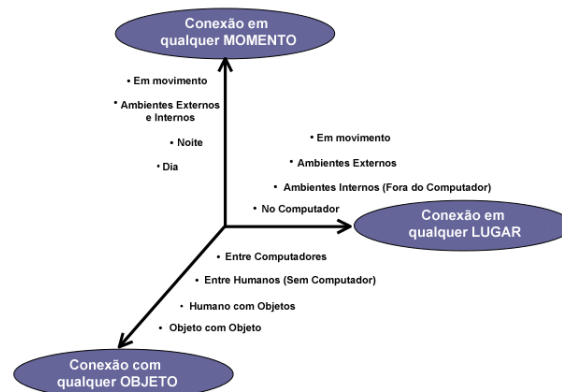 Conexão em
qualquer MOMENTO
• Em movimento
• Ambientes Externos
e Internos
• Noite
• Dia
• Em movimento
• Ambientes Externos
• Ambientes Internos (Fora do Computador)
• No Computador
Conexão em
qualquer LUGAR
• Entre Computadores
• Entre Humanos (Sem Computador)
• Humano com Objetos
• Objeto com Objeto
Conexão com
qualquer OBJETO